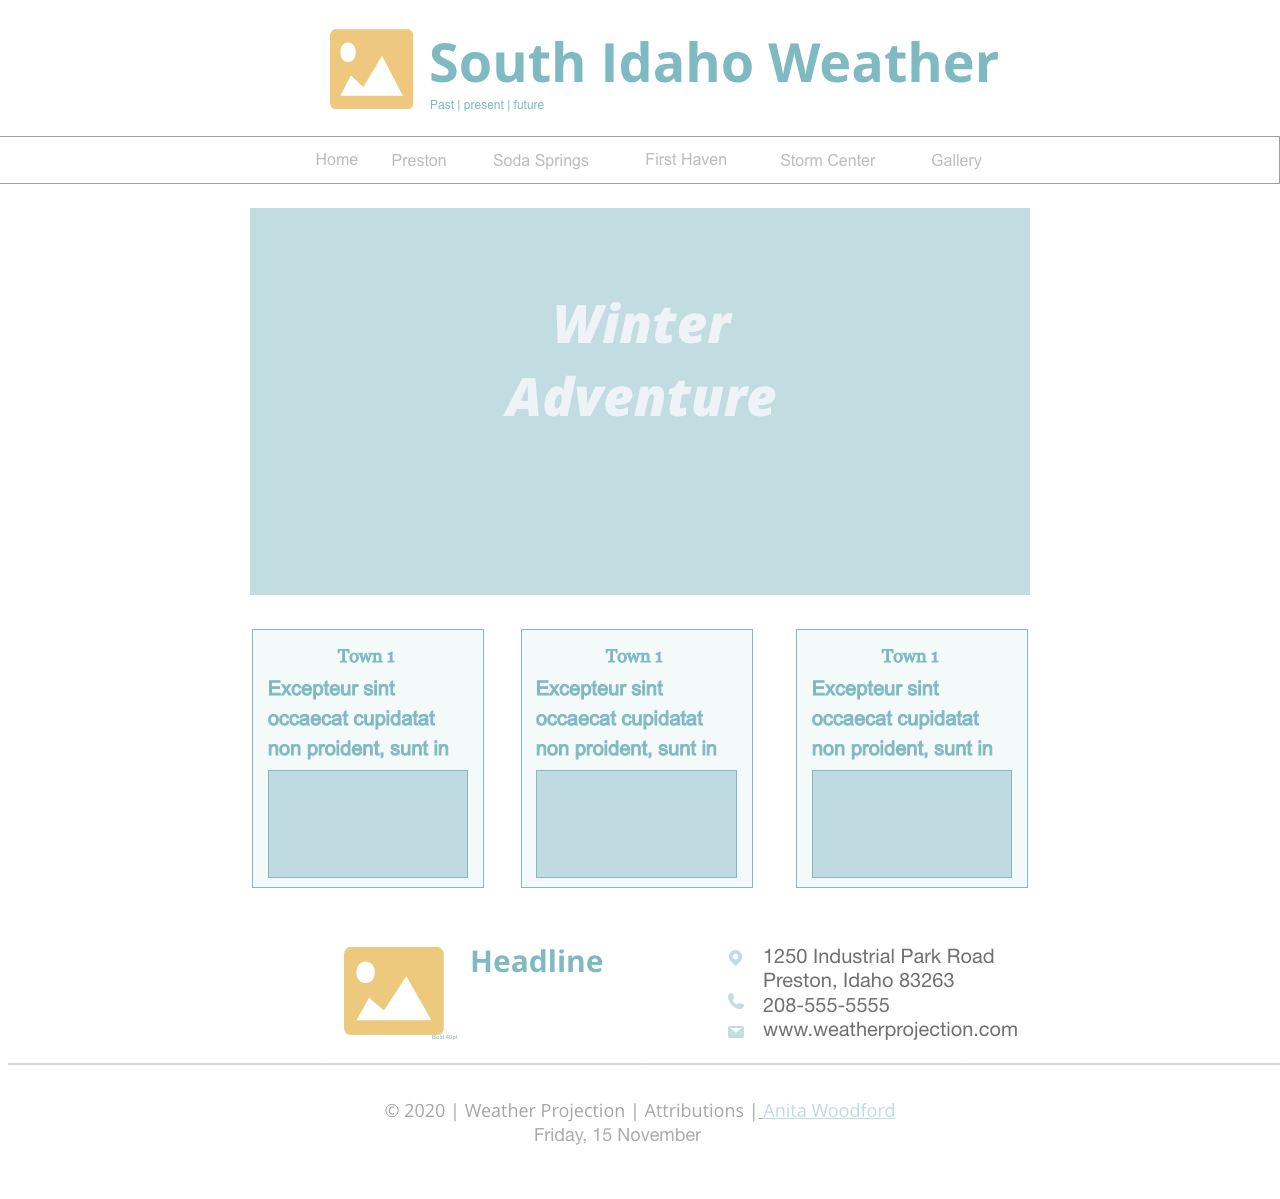 South Idaho Weather
Past | present | future
Home Preston Soda Springs First Haven Storm Center Gallery
Winter
Adventure
Town 1
Excepteur sint
occaecat cupidatat
non proident, sunt in
Town 1
Excepteur sint
occaecat cupidatat
non proident, sunt in
Town 1
Excepteur sint
occaecat cupidatat
non proident, sunt in
Headline
1250 Industrial Park Road
Preston, Idaho 83263
208-555-5555
www.weatherprojection.com
© 2020 | Weather Projection | Attributions | Anita Woodford
Friday, 15 November